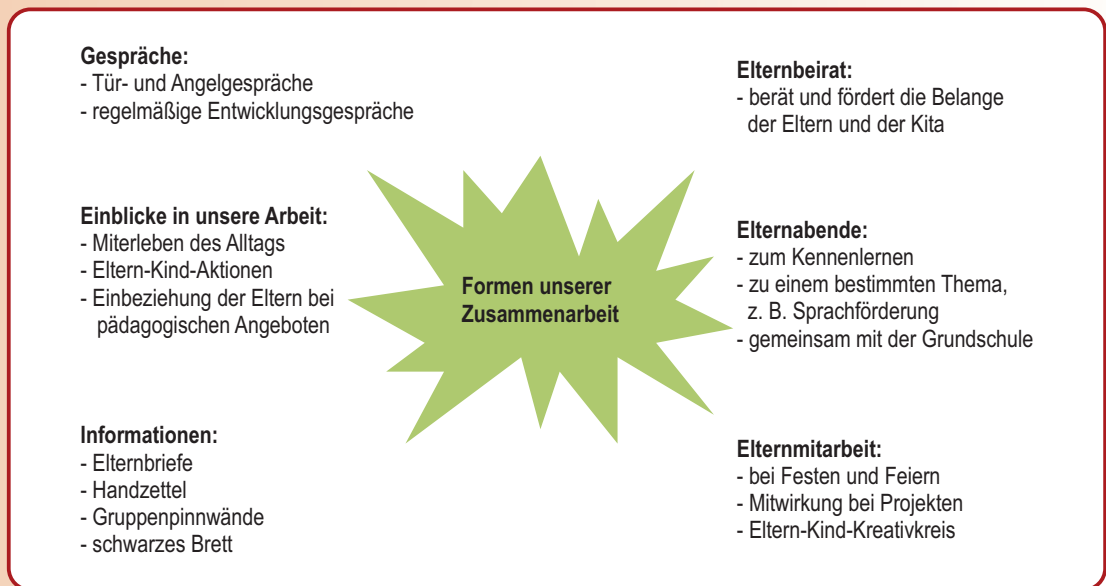 Gespräche:
- Tür- und Angelgespräche
- regelmäßige Entwicklungsgespräche
Einblicke in unsere Arbeit:
- Miterleben des Alltags
- Eltern-Kind-Aktionen
- Einbeziehung der Eltern bei
pädagogischen Angeboten
Informationen:
- Elternbriefe
- Handzettel
- Gruppenpinnwände
- schwarzes Brett
Formen unserer
Zusammenarbeit
Elternbeirat:
- berät und fördert die Belange
der Eltern und der Kita
Elternabende:
- zum Kennenlernen
- zu einem bestimmten Thema,
z. B. Sprachförderung
- gemeinsam mit der Grundschule
Elternmitarbeit:
- bei Festen und Feiern
- Mitwirkung bei Projekten
- Eltern-Kind-Kreativkreis